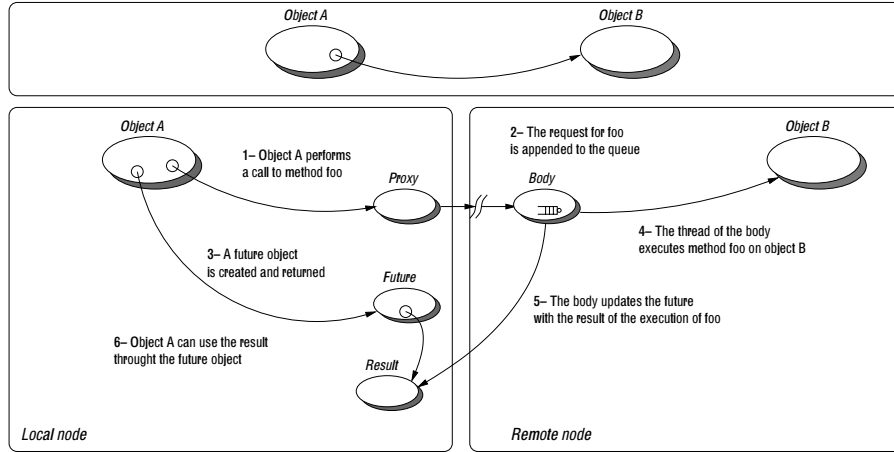 Object A
Object B
Object A
1– Object A performs
a call to method foo
Proxy
2– The request for foo
is appended to the queue
Body
Object B
4– The thread of the body
executes method foo on object B
3– A future object
is created and returned
Future
5– The body updates the future
with the result of the execution of foo
6– Object A can use the result
throught the future object
Result
Local node
Remote node